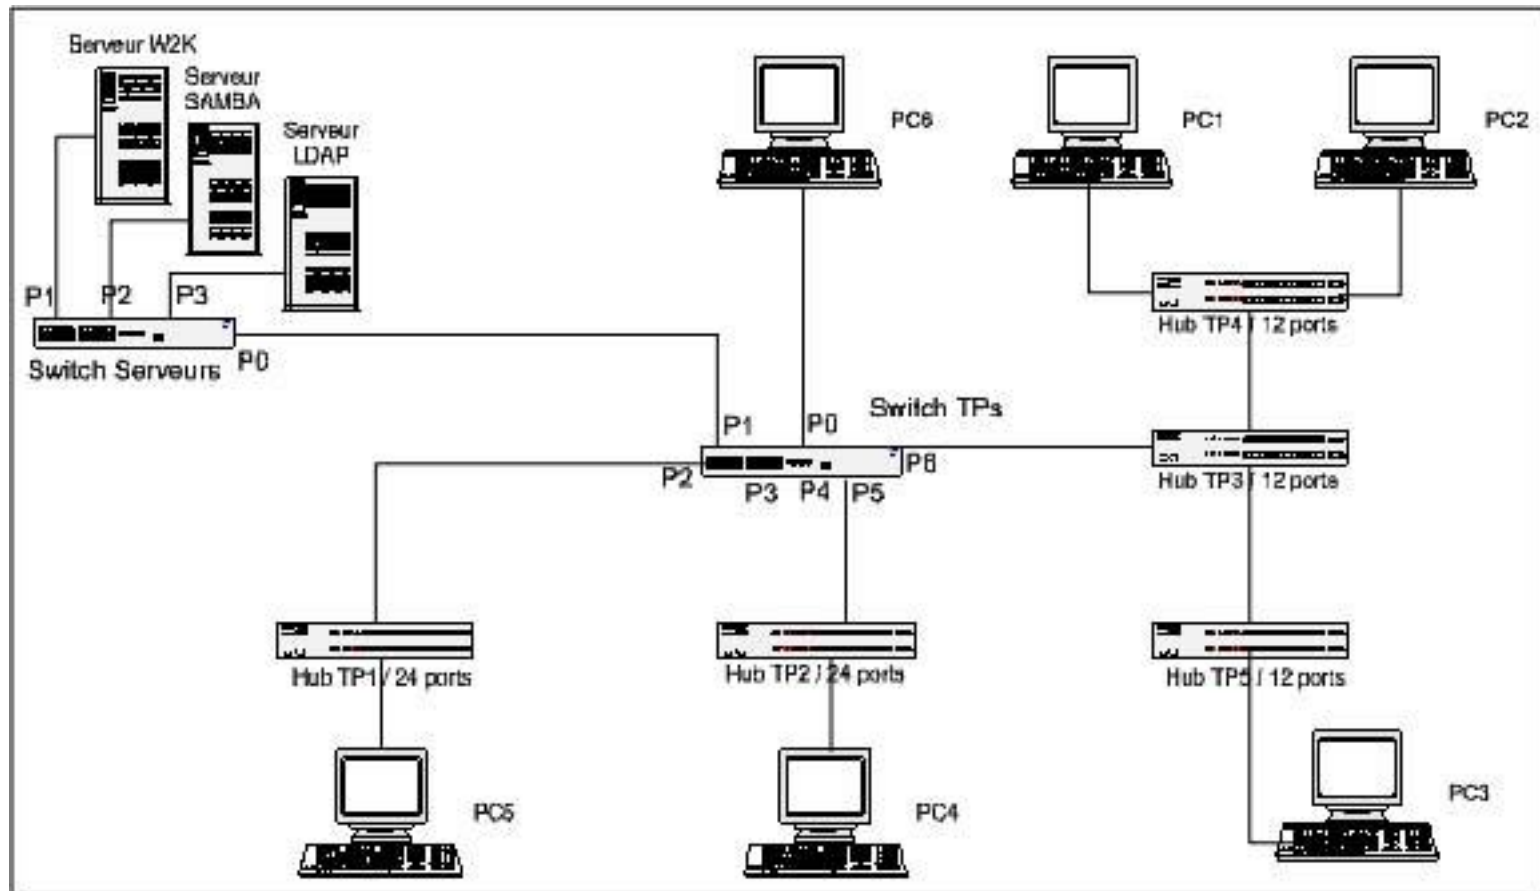 Serveur W2K
Serveur
SAMBA
Serveur
LDAP
PC6
PC1
PC2
P1
P2
P3
Hub TP4 / 12 ports
Switch Serveurs
P0
Switch TPs
P1
P0
P2
P3
P4
P5
P6
Hub TP3 / 12 ports
Hub TP1 / 24 ports
Hub TP2 / 24 ports
Hub TP5 / 12 ports
PC5
PC4
PC3